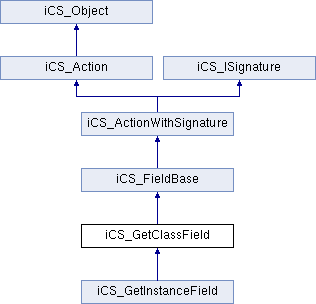 iCS_Object
iCS_Action
iCS_ISignature
iCS_ActionWithSignature
iCS_FieldBase
iCS_GetClassField
iCS_GetInstanceField